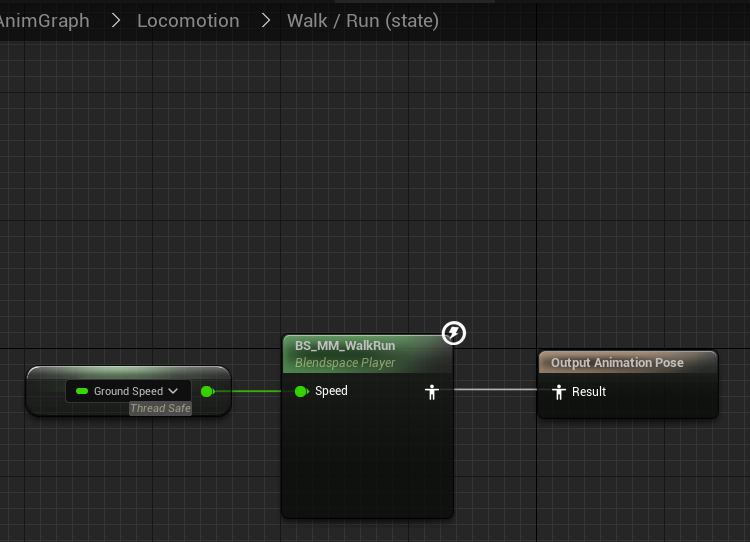 AnimGraph > Locomotion > Walk / Run (state)
BS_MM_WalkRun
Blendspace Player
Output Animation Pose
Ground Speed
Speed
Result
Thread Safe